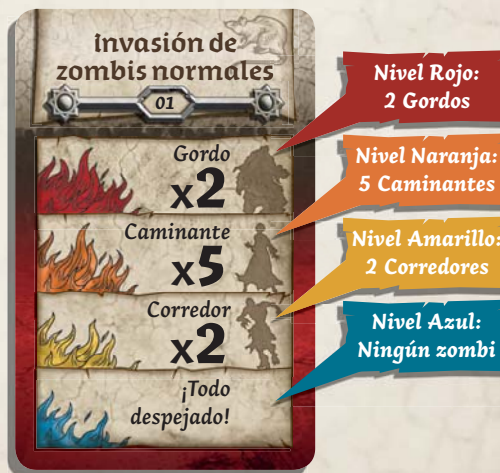 Invasión de
zombis normales
01
Gordo
x2
Caminante
x5
Corredor
x2
¡Todo
despejado!
Nivel Rojo:
2 Gordos
Nivel Naranja:
5 Caminantes
Nivel Amarillo:
2 Corredores
Nivel Azul:
Ningún zombi